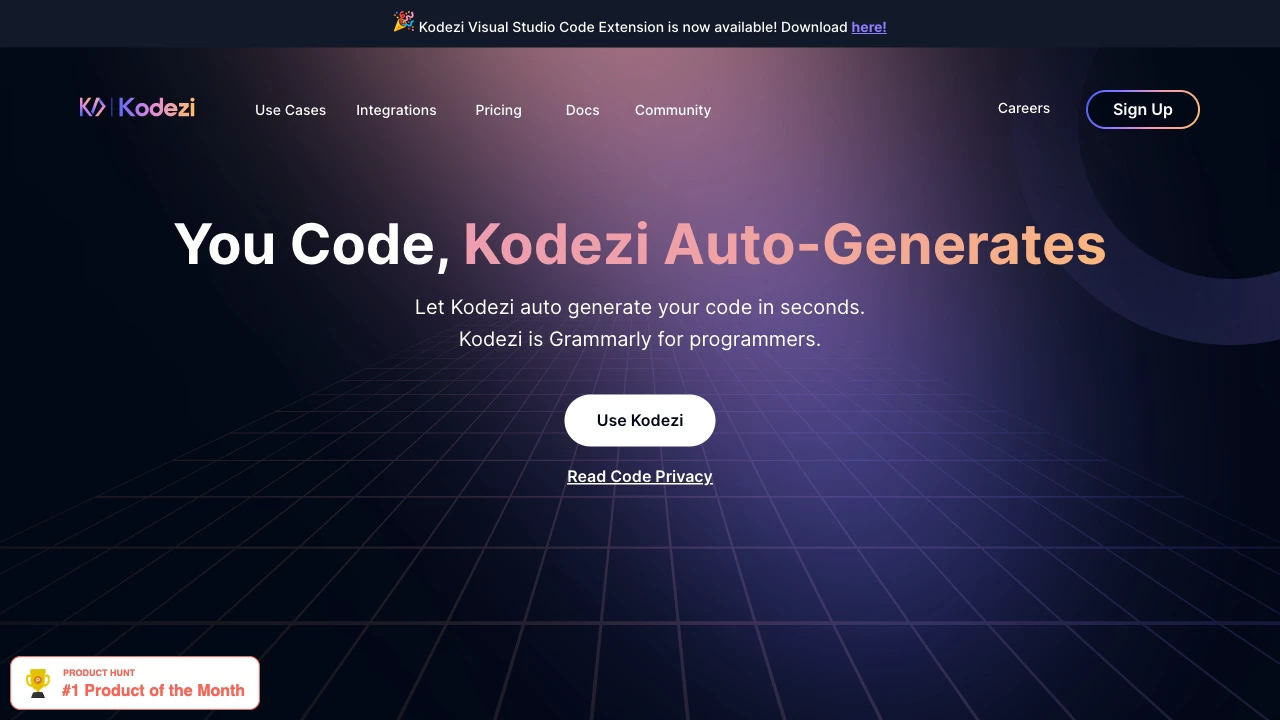 Kodezi Visual Studio Code Extension is now available! Download here!
Kodezi
Use Cases
Integrations
Pricing
Docs
Community
Careers
Sign Up
You Code, Kodezi Auto-Generates
Let Kodezi auto generate your code in seconds.
Kodezi is Grammarly for programmers.
Use Kodezi
Read Code Privacy
PRODUCT HUNT
#1 Product of the Month